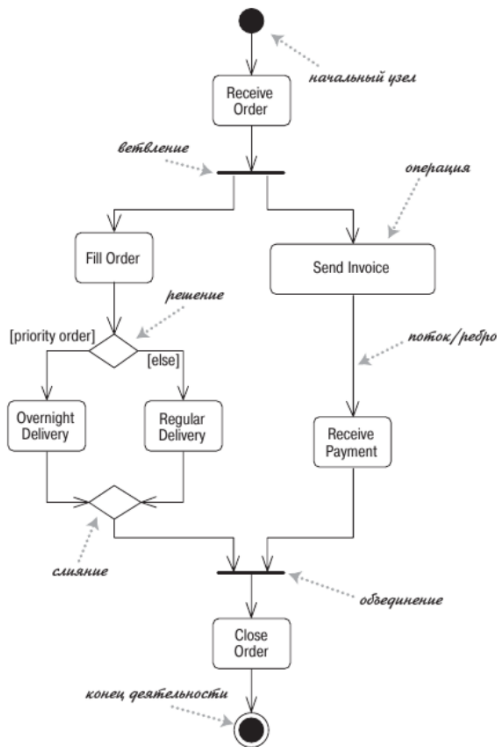 начальный узел
Receive
Order
ветвление
операция
Fill Order
Send Invoice
решение
[priority order]
поток/ребро
[else]
Overnight
Delivery
Regular
Delivery
Receive
Payment
слияние
объединение
Close
Order
конец деятельности